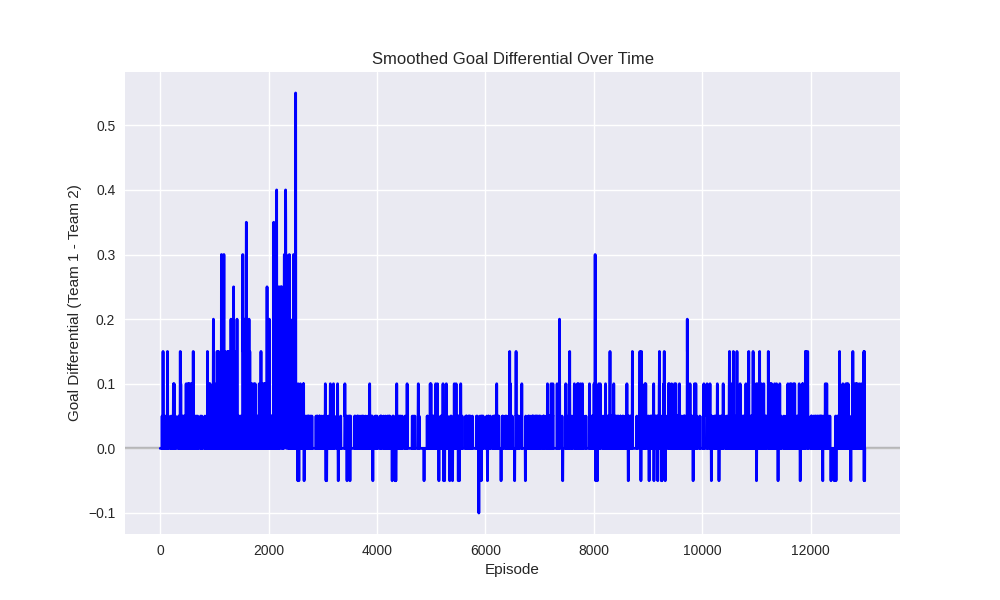 Smoothed Goal Differential Over Time
Goal Differential (Team 1 - Team 2)
0.5
0.4
0.3
0.2
0.1
0.0
−0.1
0 2000 4000 6000 8000 10000 12000
Episode